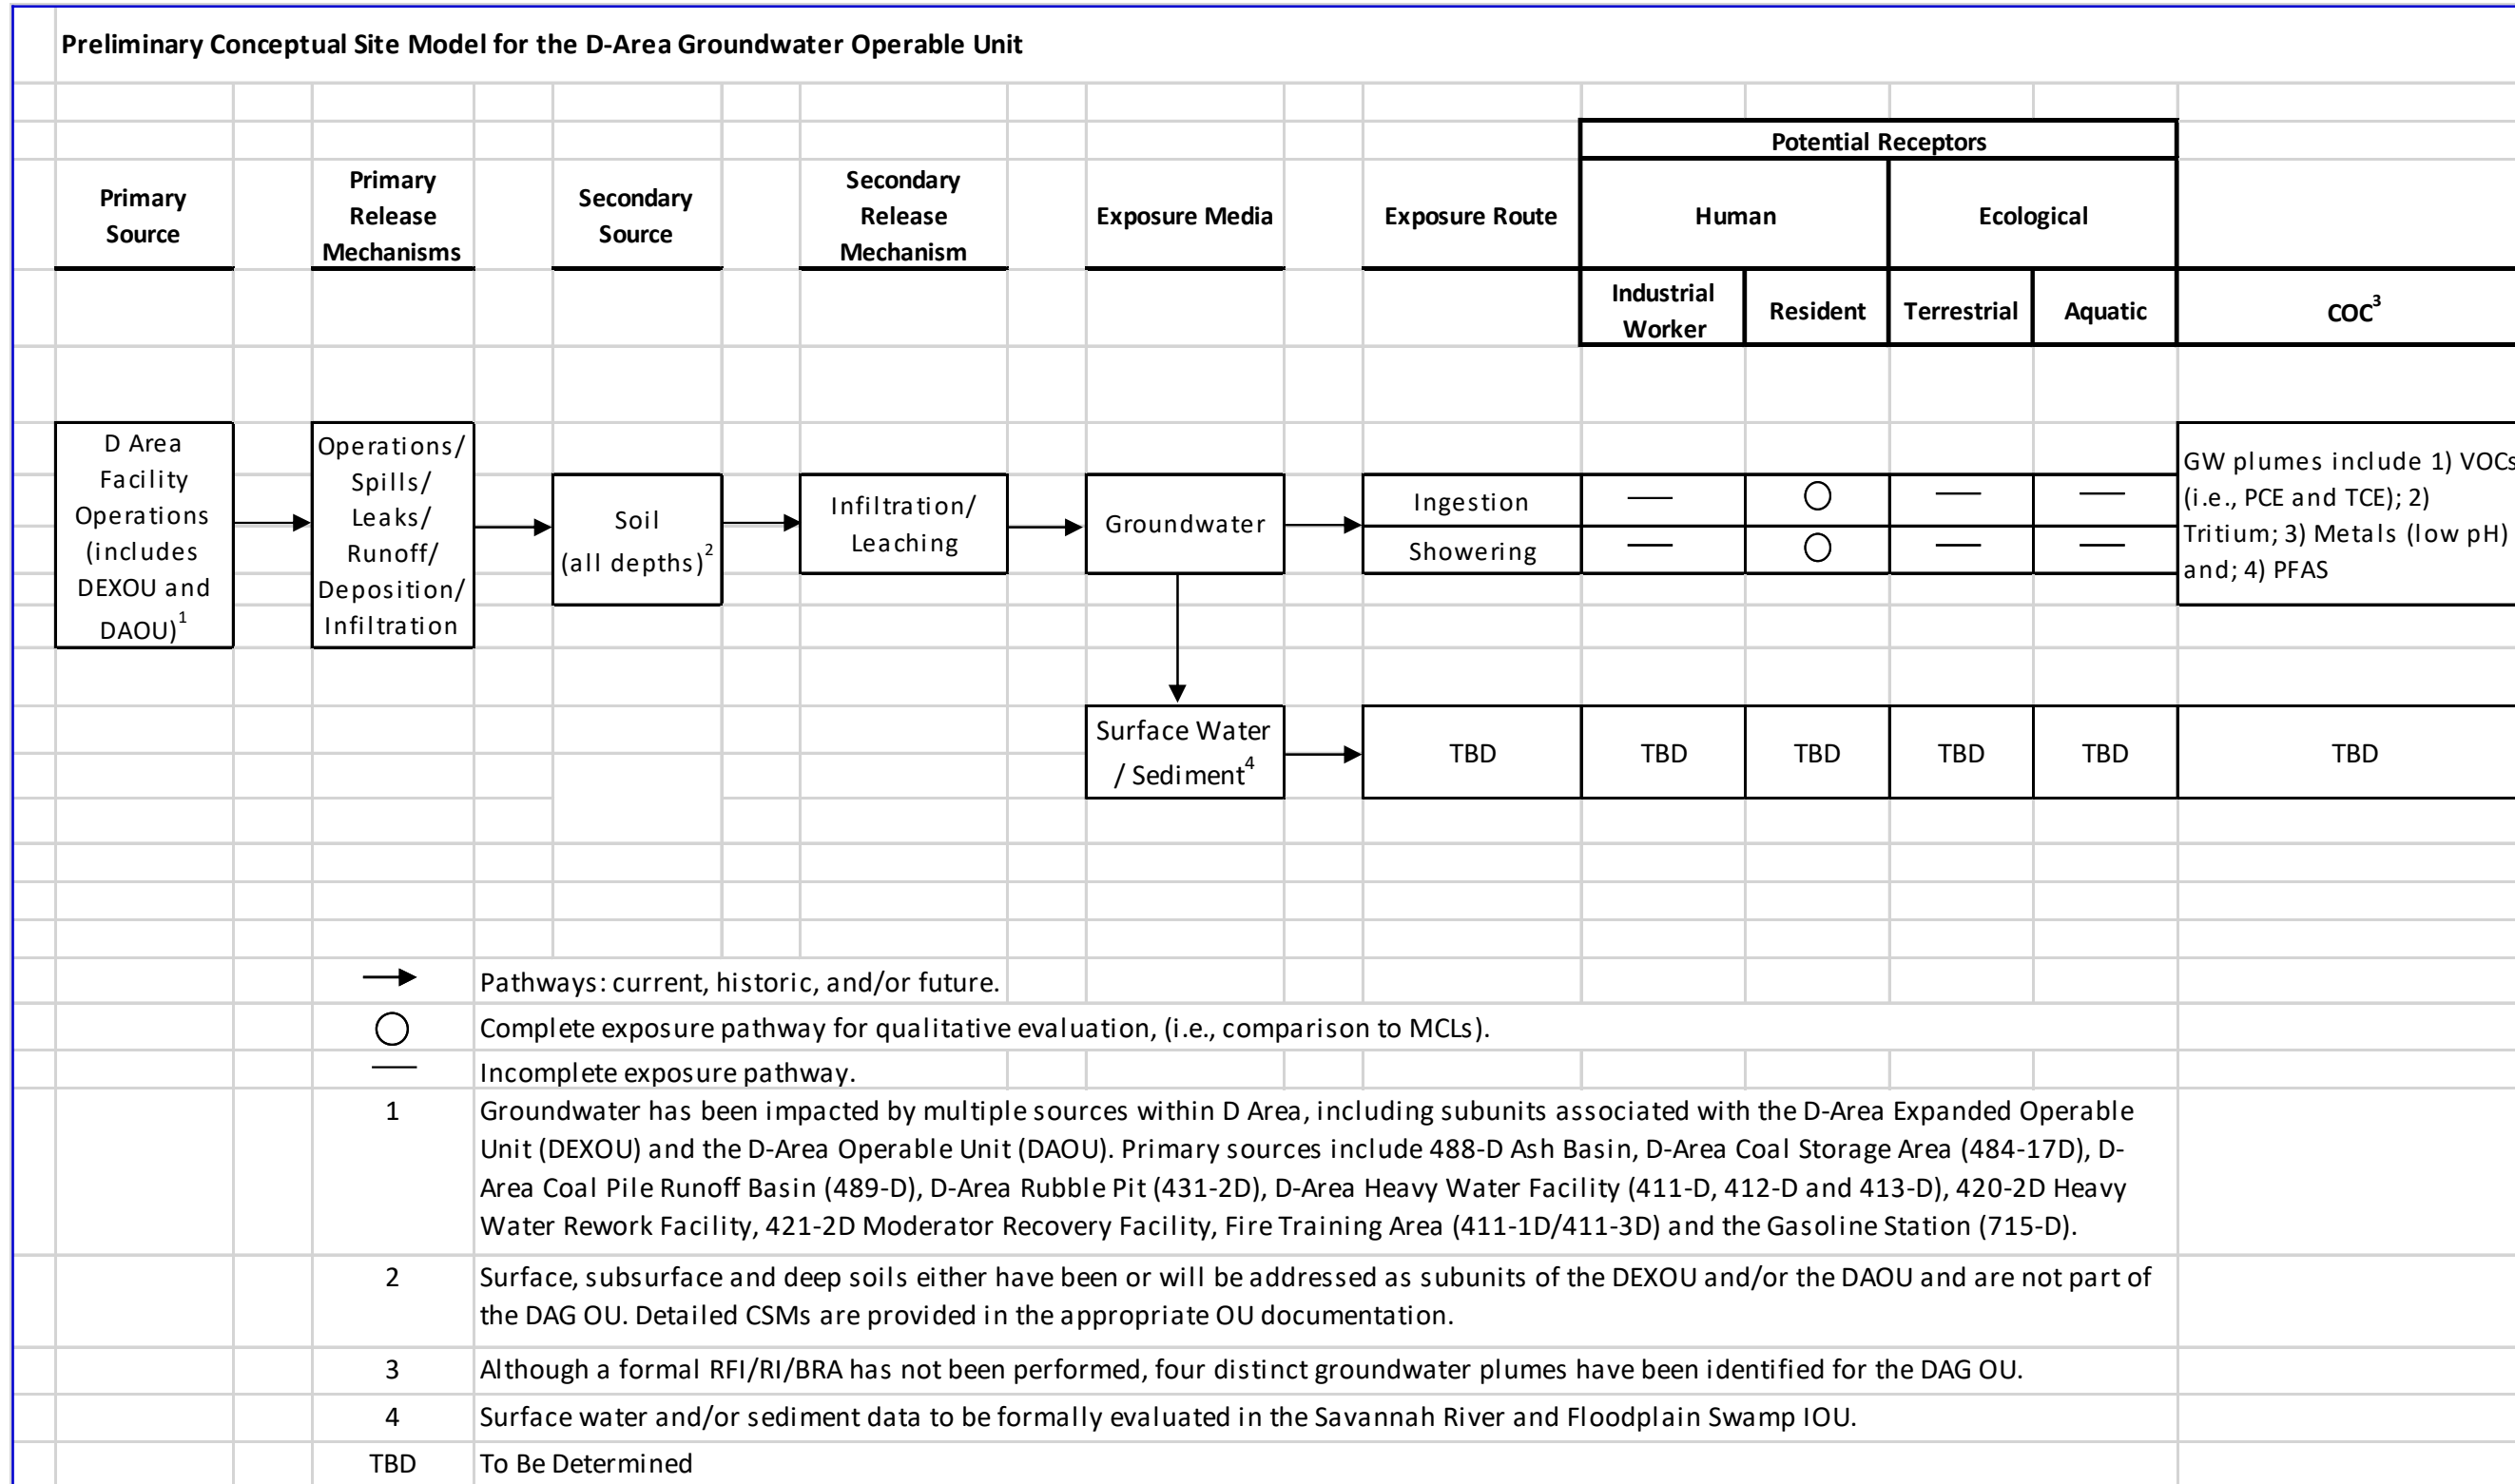 Preliminary Conceptual Site Model for the D-Area Groundwater Operable Unit
Potential Receptors
Primary
Source
Primary
Release
Mechanisms
Secondary
Source
Secondary
Release
Mechanism
Exposure Media
Exposure Route
Human
Ecological
Industrial
Worker
Resident
Terrestrial
Aquatic
COC3
D Area
Facility
Operations
(includes
DEXOU and
DAOU)1
Operations/
Spills/
Leaks/
Runoff/
Deposition/
Infiltration
Soil
(all depths)2
Infiltration/
Leaching
Groundwater
Ingestion
Showering
GW plumes include 1) VOCs
(i.e., PCE and TCE); 2)
Tritium; 3) Metals (low pH)
and; 4) PFAS
Surface Water
/ Sediment4
TBD
TBD
TBD
TBD
TBD
TBD
Pathways: current, historic, and/or future.
Complete exposure pathway for qualitative evaluation, (i.e., comparison to MCLs).
Incomplete exposure pathway.
1 Groundwater has been impacted by multiple sources within D Area, including subunits associated with the D-Area Expanded Operable
Unit (DEXOU) and the D-Area Operable Unit (DAOU). Primary sources include 488-D Ash Basin, D-Area Coal Storage Area (484-17D), D-
Area Coal Pile Runoff Basin (489-D), D-Area Rubble Pit (431-2D), D-Area Heavy Water Facility (411-D, 412-D and 413-D), 420-2D Heavy
Water Rework Facility, 421-2D Moderator Recovery Facility, Fire Training Area (411-1D/411-3D) and the Gasoline Station (715-D).
2 Surface, subsurface and deep soils either have been or will be addressed as subunits of the DEXOU and/or the DAOU and are not part of
the DAG OU. Detailed CSMs are provided in the appropriate OU documentation.
3 Although a formal RFI/RI/BRA has not been performed, four distinct groundwater plumes have been identified for the DAG OU.
4 Surface water and/or sediment data to be formally evaluated in the Savannah River and Floodplain Swamp IOU.
TBD To Be Determined